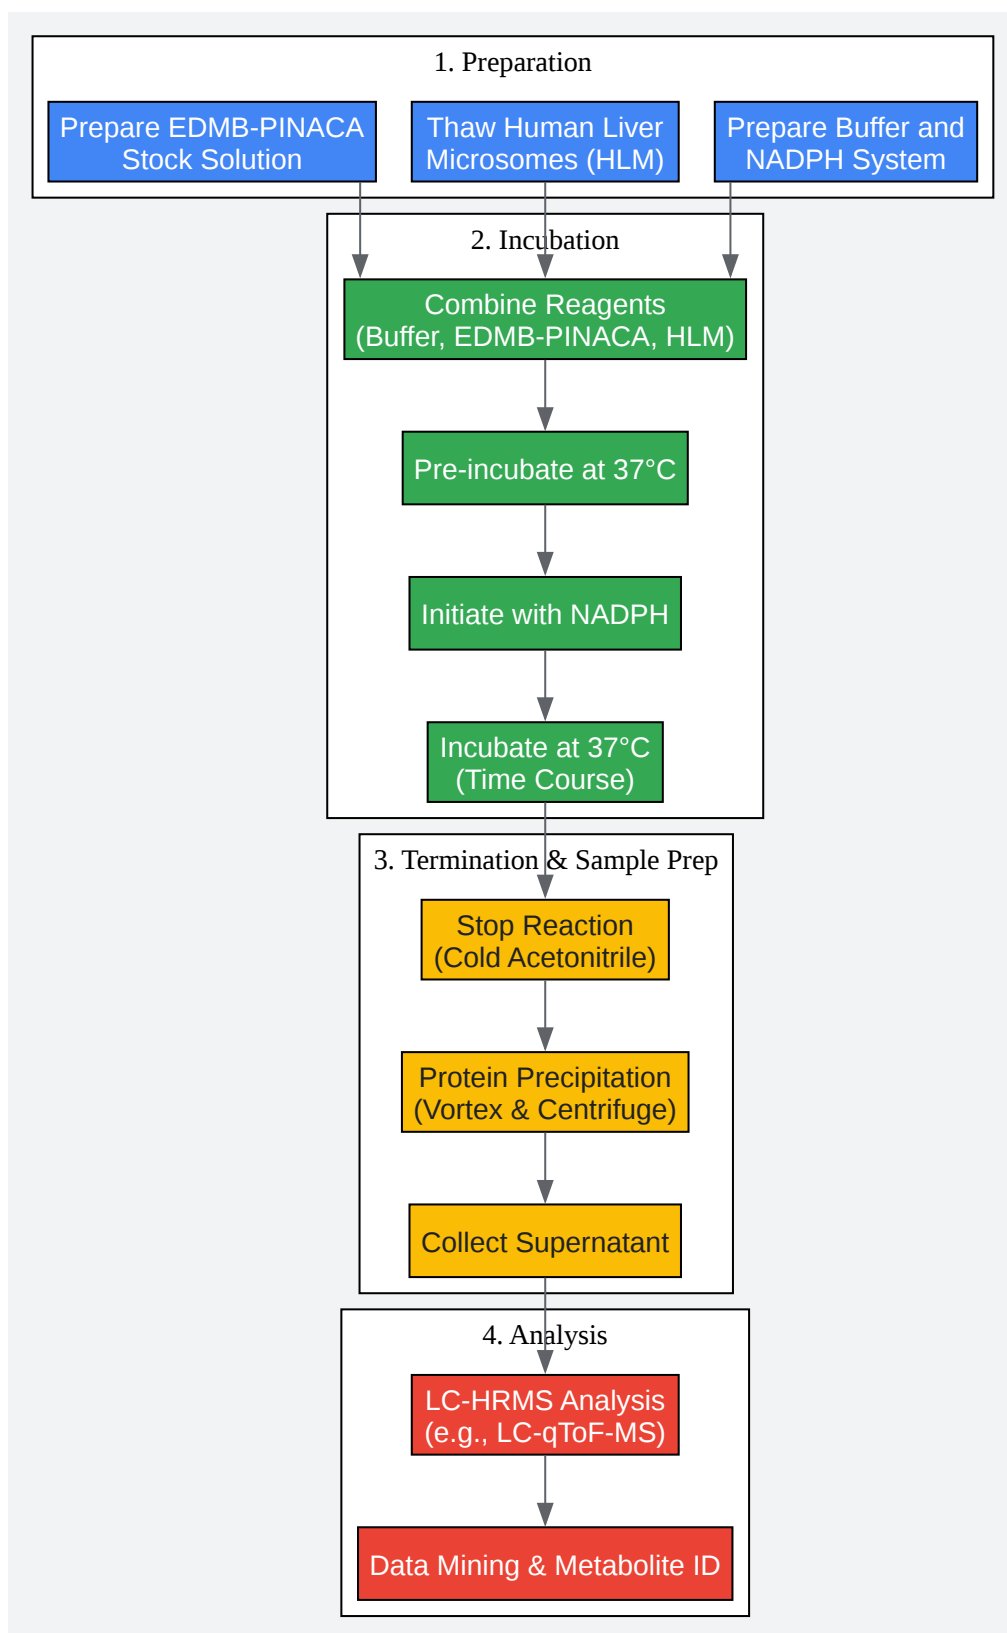 1. Preparation
Prepare EDMB-PINACA
Stock Solution
Thaw Human Liver
Microsomes (HLM)
Prepare Buffer and
NADPH System
2. Incubation
Combine Reagents
(Buffer, EDMB-PINACA, HLM)
Pre-incubate at 37°C
Initiate with NADPH
Incubate at 37°C
(Time Course)
3. Termination & Sample Prep
Stop Reaction
(Cold Acetonitrile)
Protein Precipitation
(Vortex & Centrifuge)
Collect Supernatant
4. Analysis
LC-HRMS Analysis
(e.g., LC-qToF-MS)
Data Mining & Metabolite ID